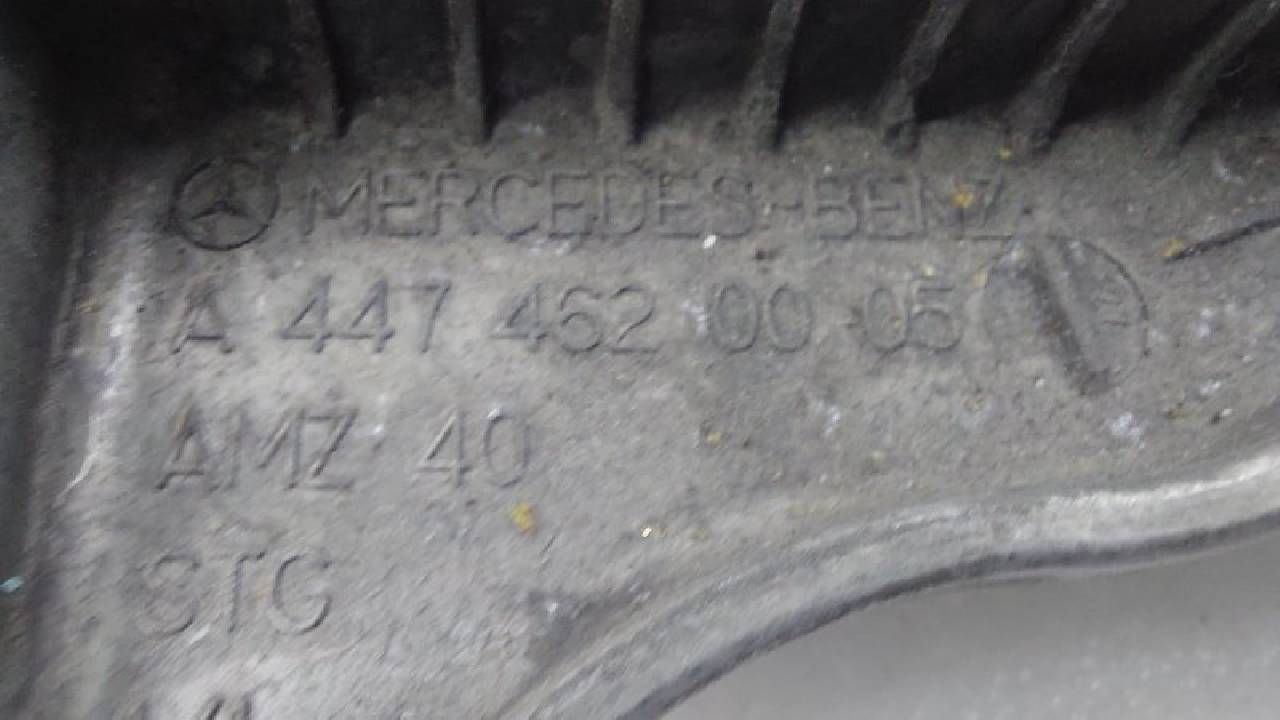 MERCEDES-BENZ
A 447 462 00 05
AMZ 40
STG